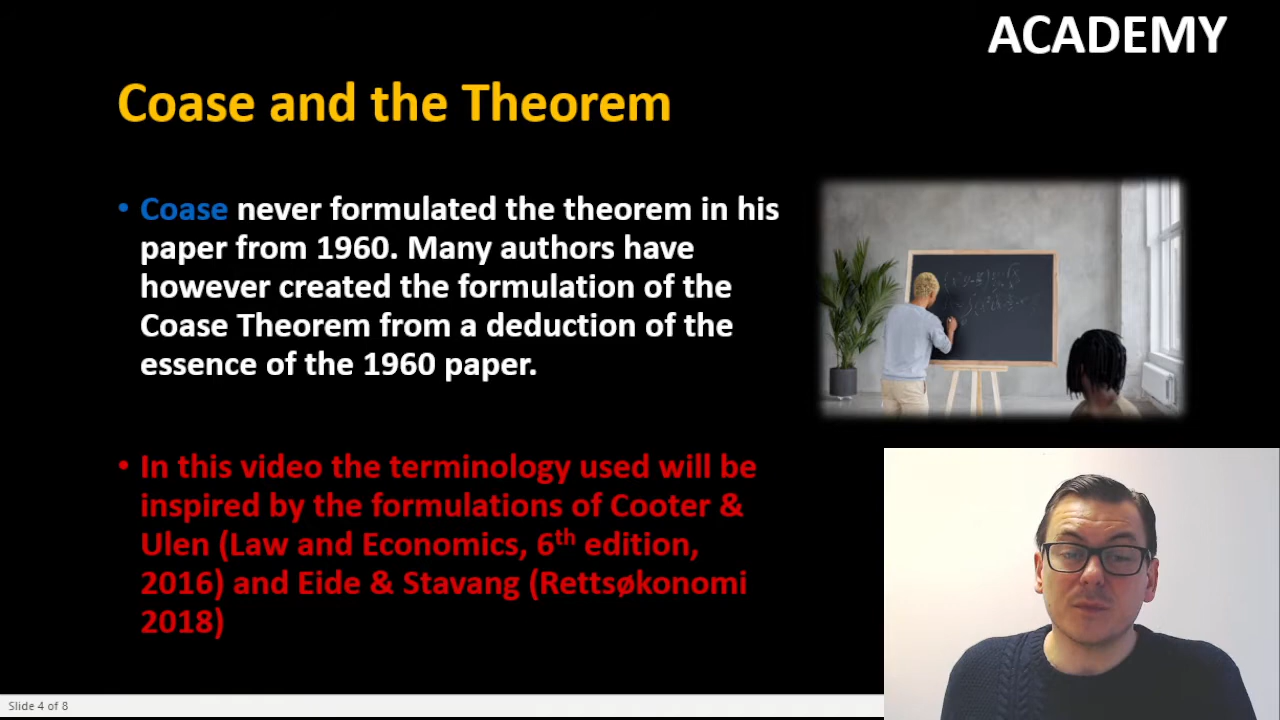 ACADEMY
Coase and the Theorem
• Coase never formulated the theorem in his
paper from 1960. Many authors have
however created the formulation of the
Coase Theorem from a deduction of the
essence of the 1960 paper.
• In this video the terminology used will be
inspired by the formulations of Cooter &
Ulen (Law and Economics, 6th edition,
2016) and Eide & Stavang (Rettsøkonomi
2018)
Slide 4 of 8